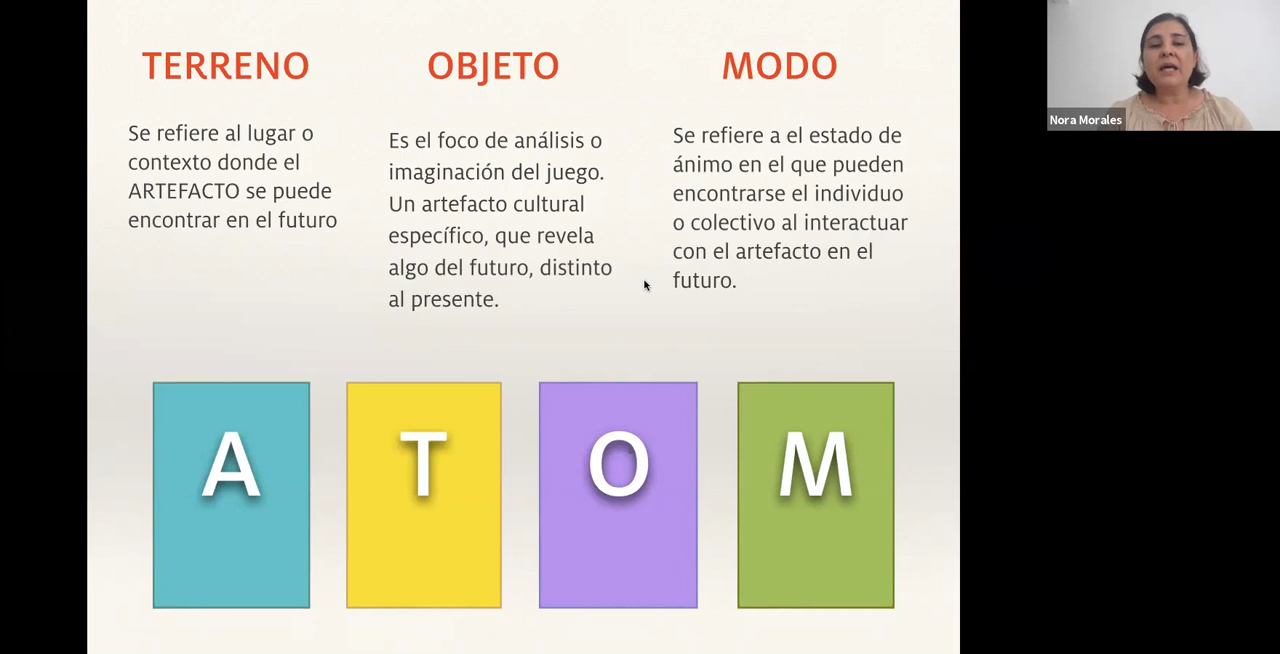 TERRENO
Se refiere al lugar o
contexto donde el
ARTEFACTO se puede
encontrar en el futuro
OBJETO
Es el foco de análisis o
imaginación del juego.
Un artefacto cultural
específico, que revela
algo del futuro, distinto
al presente.
MODO
Se refiere a el estado de
ánimo en el que pueden
encontrarse el individuo
o colectivo al interactuar
con el artefacto en el
futuro.
A
T
O
M
Nora Morales